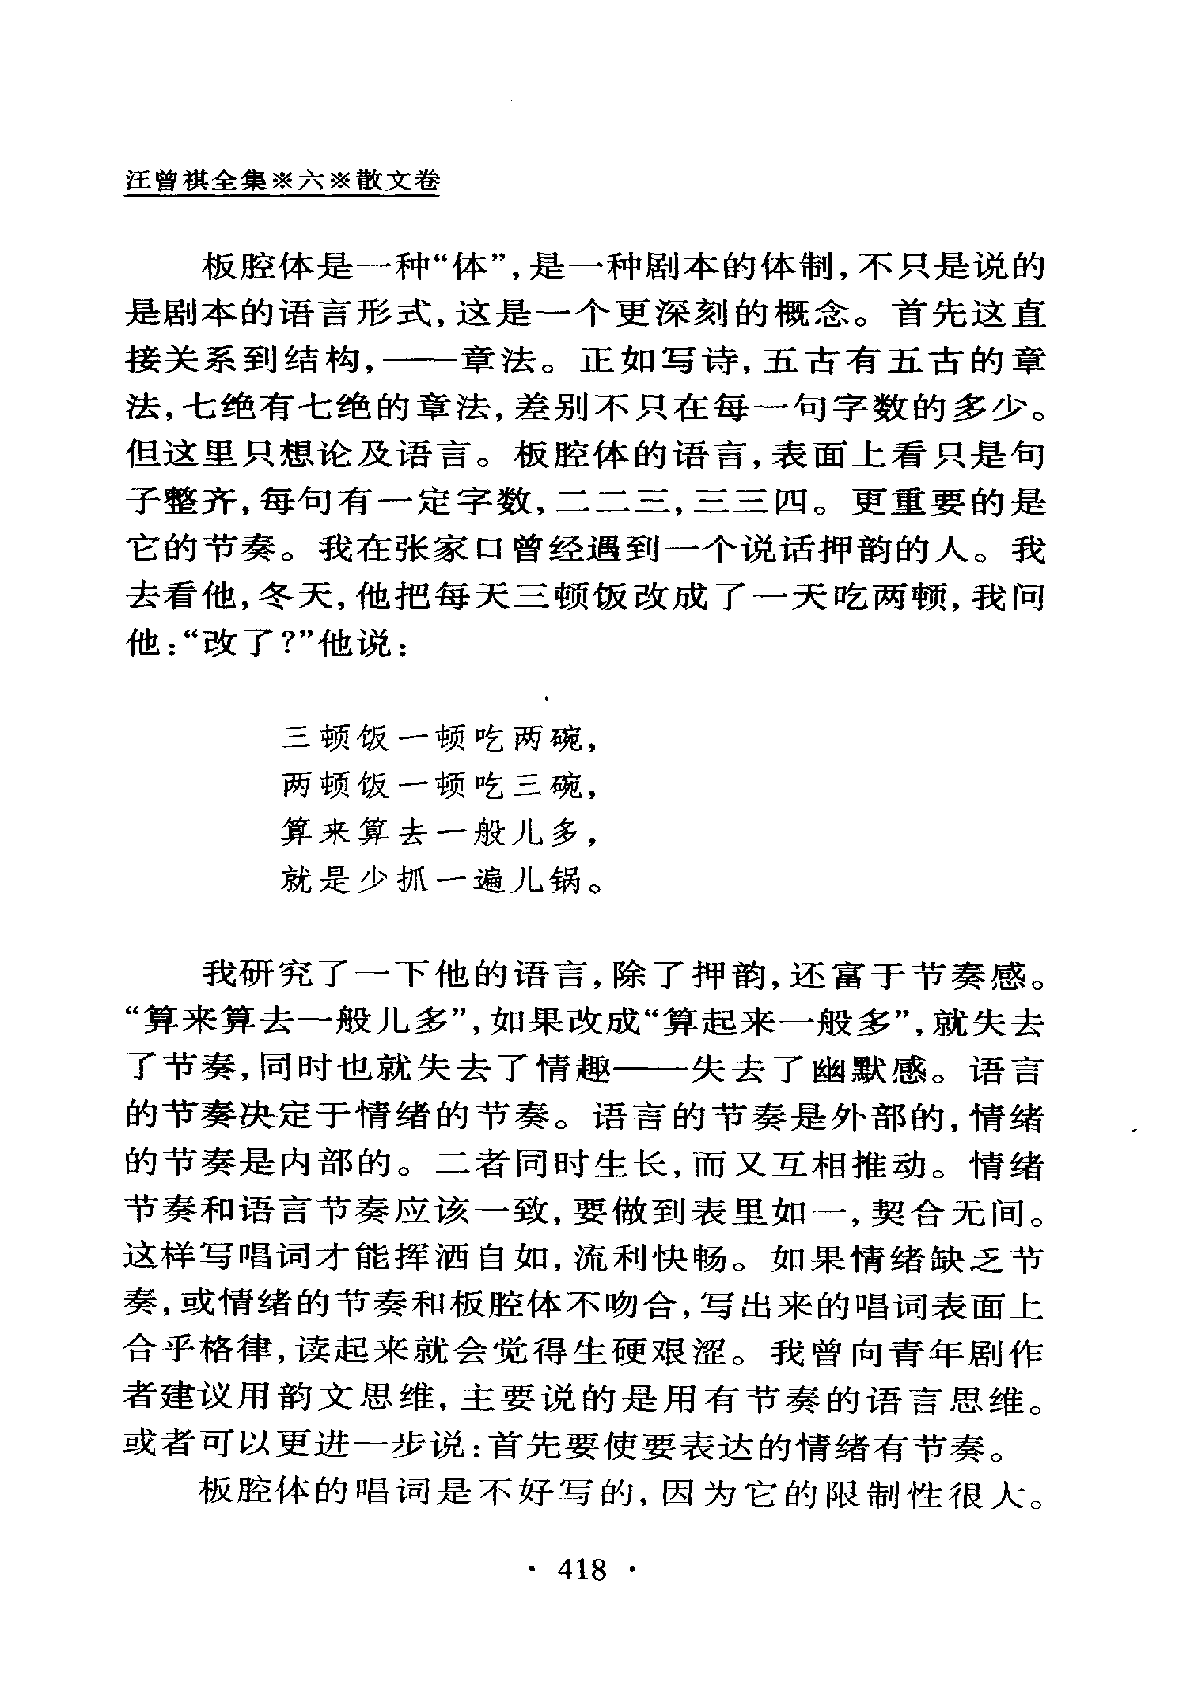 汪曾祺全集※六※散文卷
板腔体是一种“体”，是一种剧本的体制，不只是说的
是剧本的语言形式，这是一个更深刻的概念。首先这直
接关系到结构，——章法。正如写诗，五古有五古的章
法，七绝有七绝的章法，差别不只在每一句字数的多少。
但这里只想论及语言。板腔体的语言，表面上看只是句
子整齐，每句有一定字数，二二三，三三四。更重要的是
它的节奏。我在张家口曾经遇到一个说话押韵的人。我
去看他，冬天，他把每天三顿饭改成了一天吃两顿，我问
他：“改了？”他说：
三顿饭一顿吃两碗，
两顿饭一顿吃三碗，
算来算去一般儿多，
就是少抓一遍儿锅。
我研究了一下他的语言，除了押韵，还富于节奏感。
“算来算去一般儿多”，如果改成“算起来一般多”，就失去
了节奏，同时也就失去了情趣——失去了幽默感。语言
的节奏决定于情绪的节奏。语言的节奏是外部的，情绪
的节奏是内部的。二者同时生长，而又互相推动。情绪
节奏和语言节奏应该一致，要做到表里如一，契合无间。
这样写唱词才能挥洒自如，流利快畅。如果情绪缺乏节
奏，或情绪的节奏和板腔体不吻合，写出来的唱词表面上
合乎格律，读起来就会觉得生硬艰涩。我曾向青年剧作
者建议用韵文思维，主要说的是用有节奏的语言思维。
或者可以更进一步说：首先要使要表达的情绪有节奏。
板腔体的唱词是不好写的，因为它的限制性很大。
· 418 ·